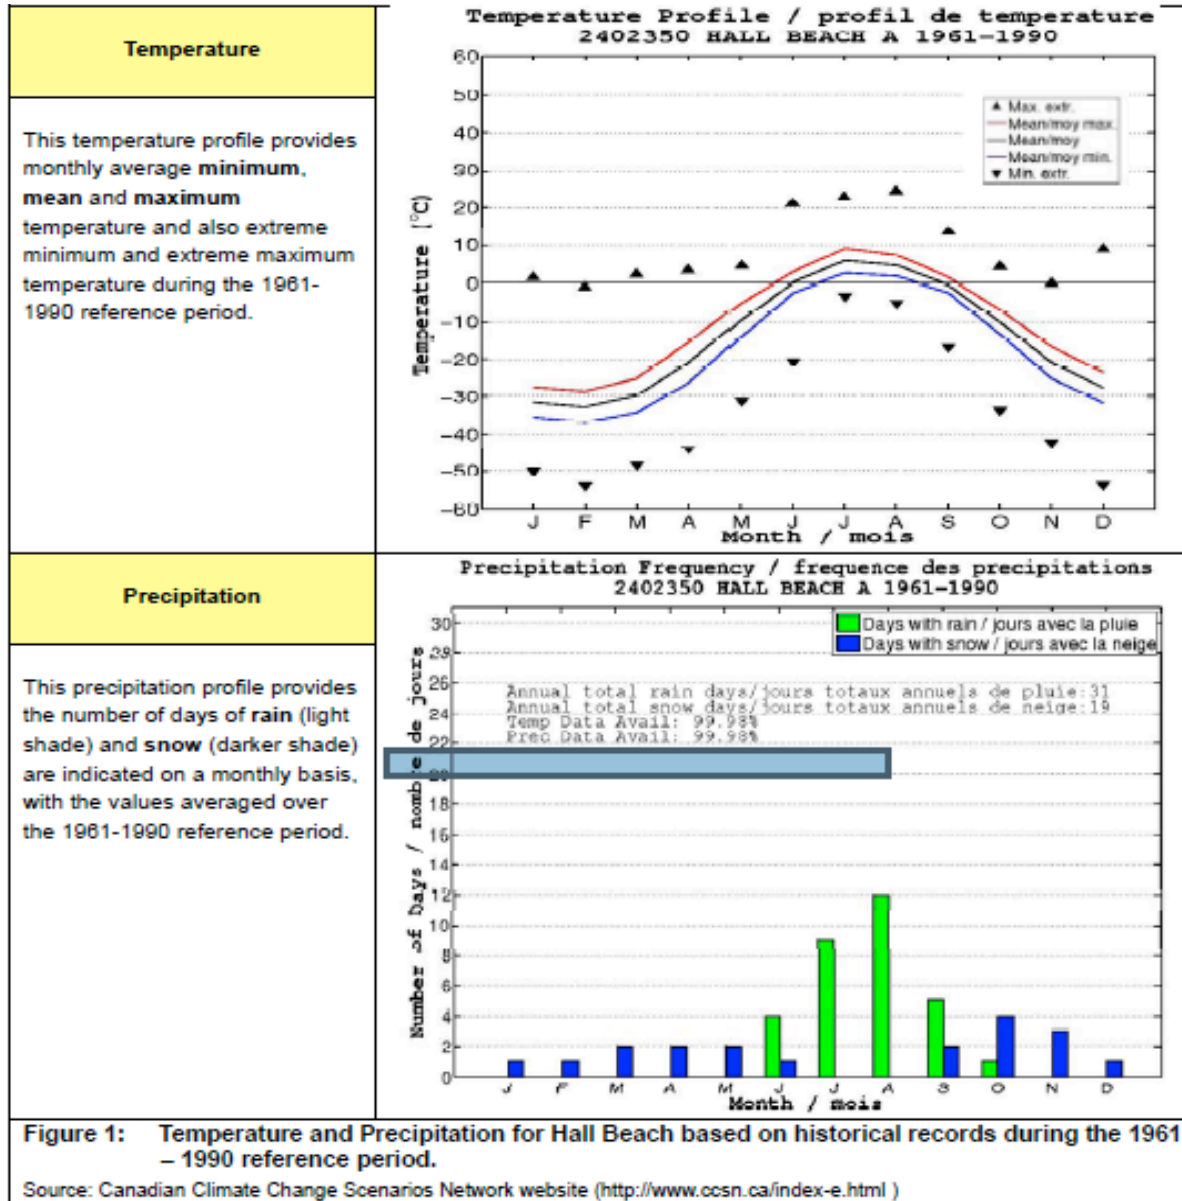 Temperature
This temperature profile provides
monthly average minimum,
mean and maximum
temperature and also extreme
minimum and extreme maximum
temperature during the 1961-
1990 reference period.
Temperature Profile / profil de temperature
2402350 HALL BEACH A 1961-1990
60
50
40
30
20
10
0
-10
-20
-30
-40
-50
-60
Temperature (°C)
Max. extr.
Mean/moy max.
Mean/moy
Mean/moy min.
Min. extr.
J F M A M J J A S O N D
Month / mois
Precipitation
This precipitation profile provides
the number of days of rain (light
shade) and snow (darker shade)
are indicated on a monthly basis,
with the values averaged over
the 1961-1990 reference period.
Precipitation Frequency / frequence des precipitations
2402350 HALL BEACH A 1961-1990
Days with rain / jours avec la pluie
Days with snow / jours avec la neige
Annual total rain days/jours totaux annuels de pluie:31
Annual total snow days/jours totaux annuels de neige:19
Temp Data Avail: 99.98%
Prec Data Avail: 99.98%
Number of Days / nombre de jours
30
26
24
22
20
18
16
14
12
10
8
6
4
2
0
J F M A M J J A S O N D
Month / mois
Figure 1: Temperature and Precipitation for Hall Beach based on historical records during the 1961
– 1990 reference period.
Source: Canadian Climate Change Scenarios Network website (http://www.ccsn.ca/index-e.html )